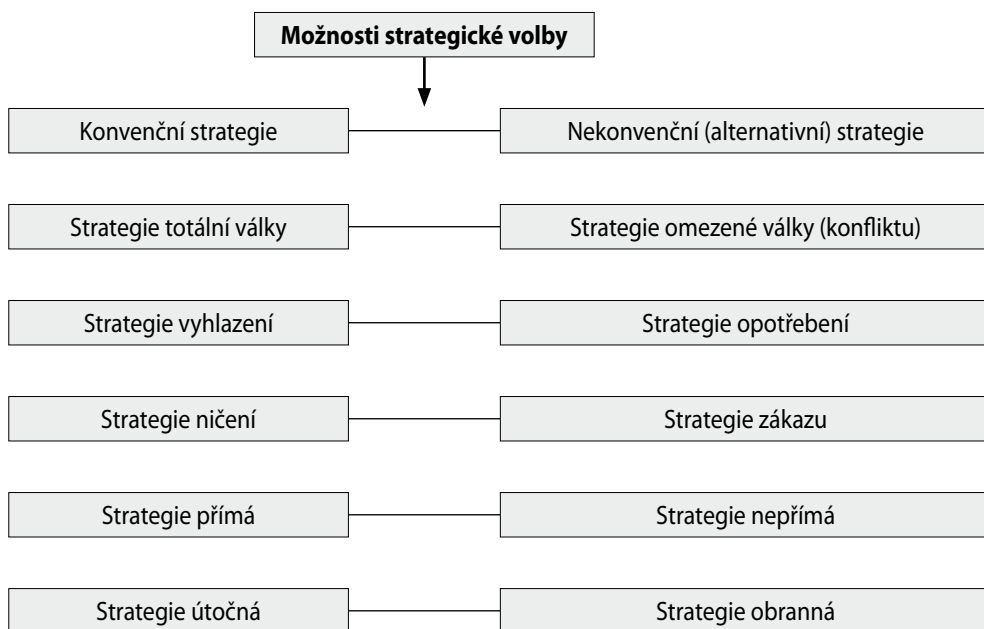 Možnosti strategické volby
Konvenční strategie
Nekonvenční (alternativní) strategie
Strategie totální války
Strategie omezené války (konfliktu)
Strategie vyhlazení
Strategie opotřebení
Strategie ničení
Strategie zákazu
Strategie přímá
Strategie nepřímá
Strategie útočná
Strategie obranná